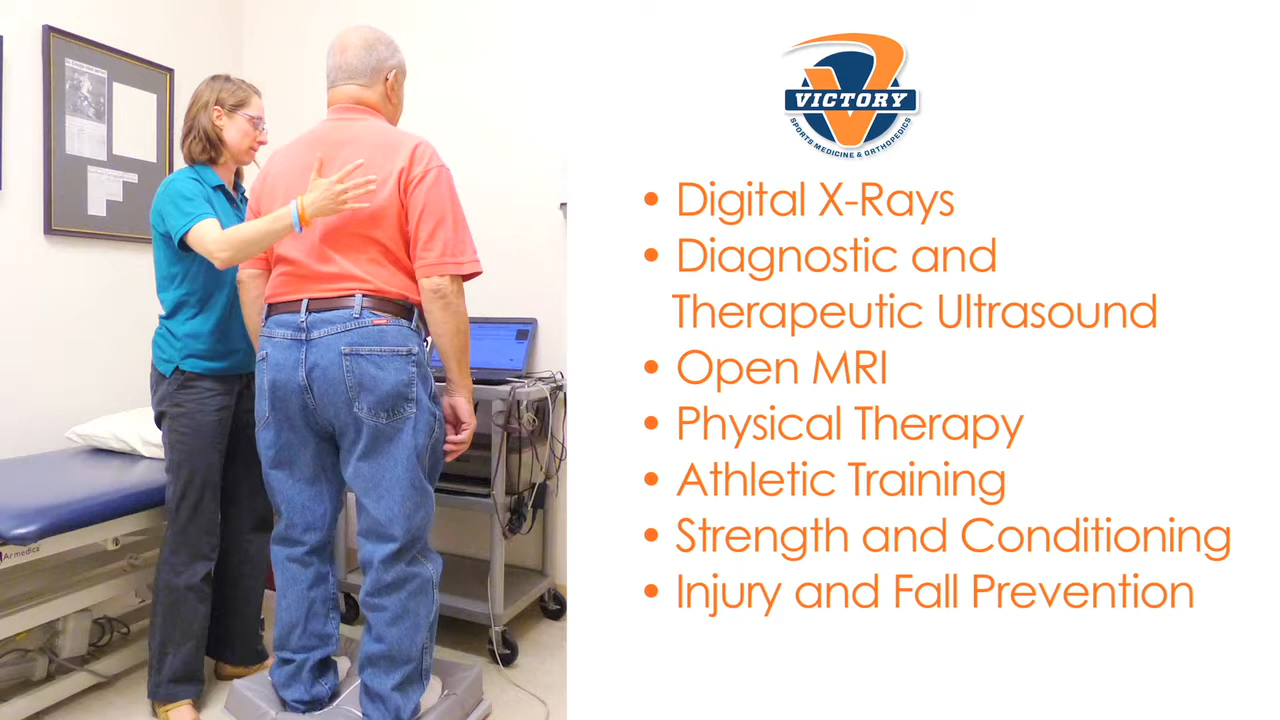 VICTORY
SPORTS MEDICINE & ORTHOPEDICS
• Digital X-Rays
• Diagnostic and
Therapeutic Ultrasound
• Open MRI
• Physical Therapy
• Athletic Training
• Strength and Conditioning
• Injury and Fall Prevention
Armedica